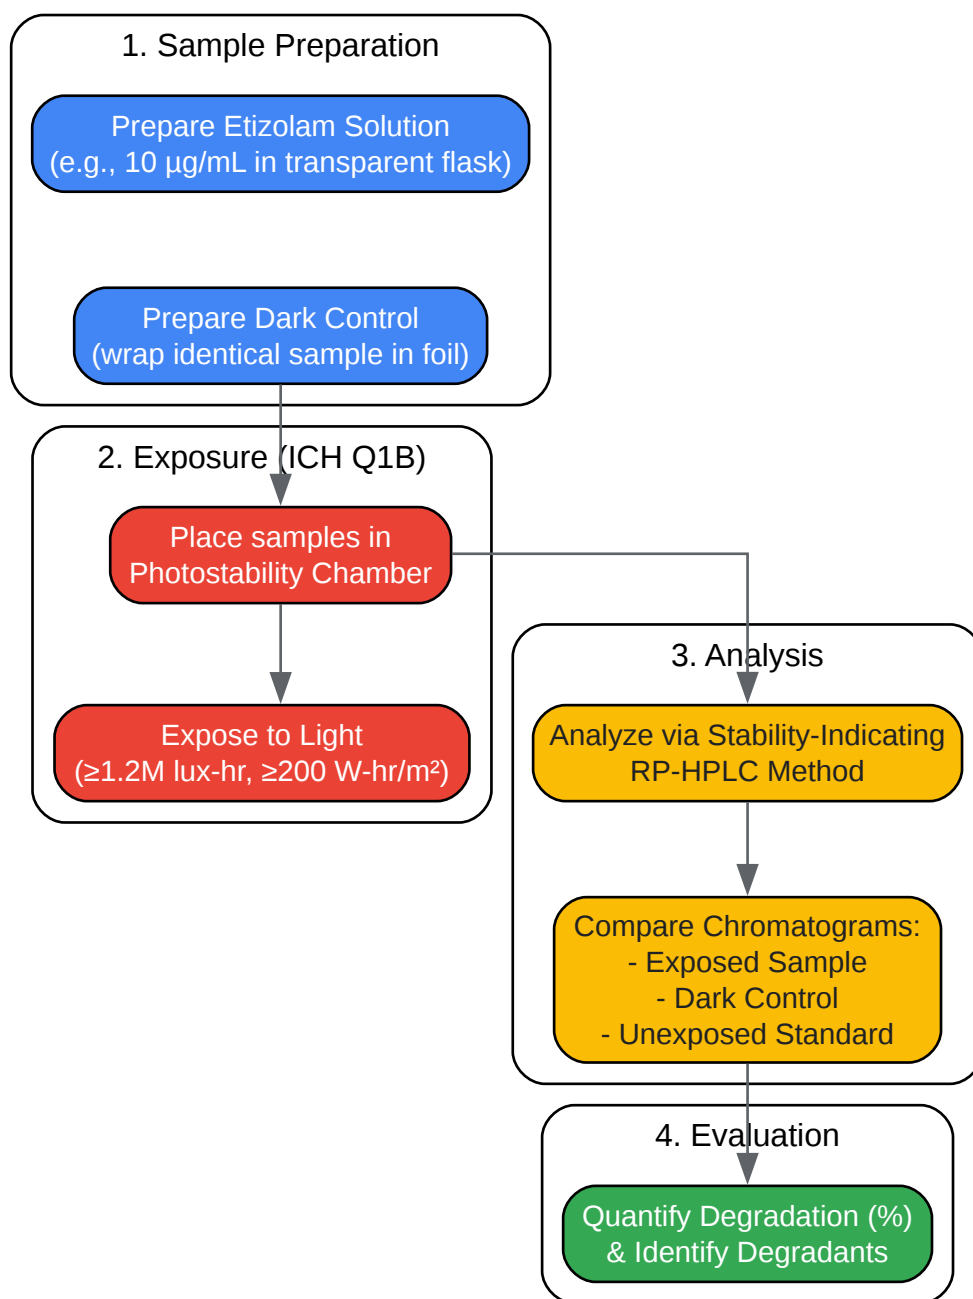 1. Sample Preparation
Prepare Etizolam Solution
(e.g., 10 µg/mL in transparent flask)
Prepare Dark Control
(wrap identical sample in foil)
2. Exposure (ICH Q1B)
Place samples in
Photostability Chamber
Expose to Light
(≥1.2M lux-hr, ≥200 W-hr/m²)
3. Analysis
Analyze via Stability-Indicating
RP-HPLC Method
Compare Chromatograms:
- Exposed Sample
- Dark Control
- Unexposed Standard
4. Evaluation
Quantify Degradation (%)
& Identify Degradants